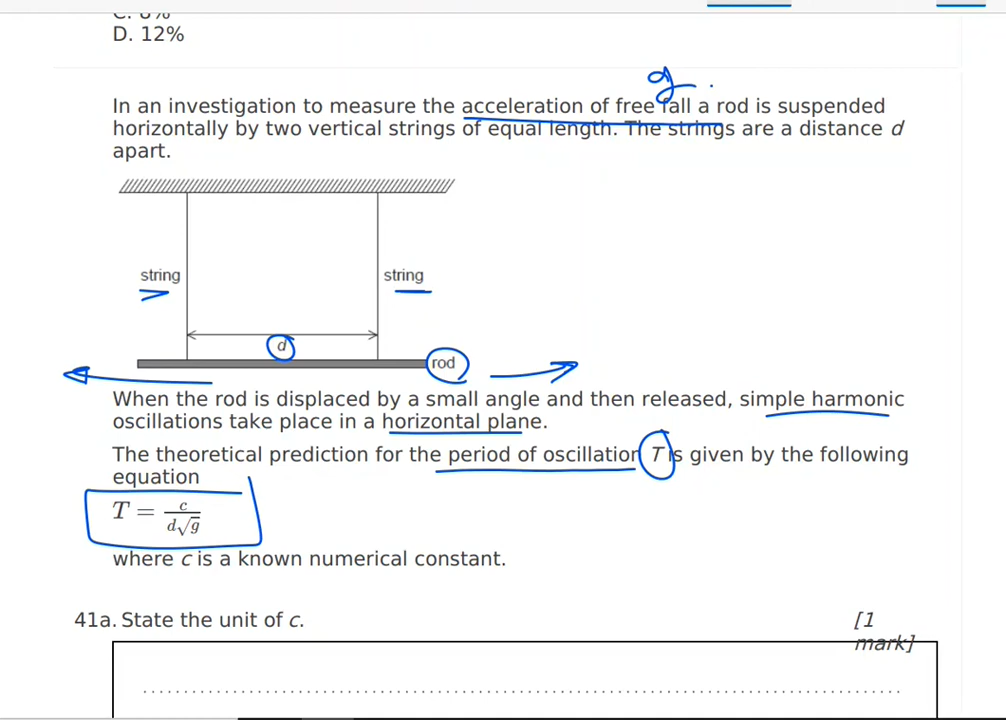 C. 8%
D. 12%
g.
In an investigation to measure the acceleration of free fall a rod is suspended
horizontally by two vertical strings of equal length. The strings are a distance d
apart.
string
string
d
rod
When the rod is displaced by a small angle and then released, simple harmonic
oscillations take place in a horizontal plane.
The theoretical prediction for the period of oscillation T is given by the following
equation
T = c / d√g
where c is a known numerical constant.
41a. State the unit of c.
[1
mark]